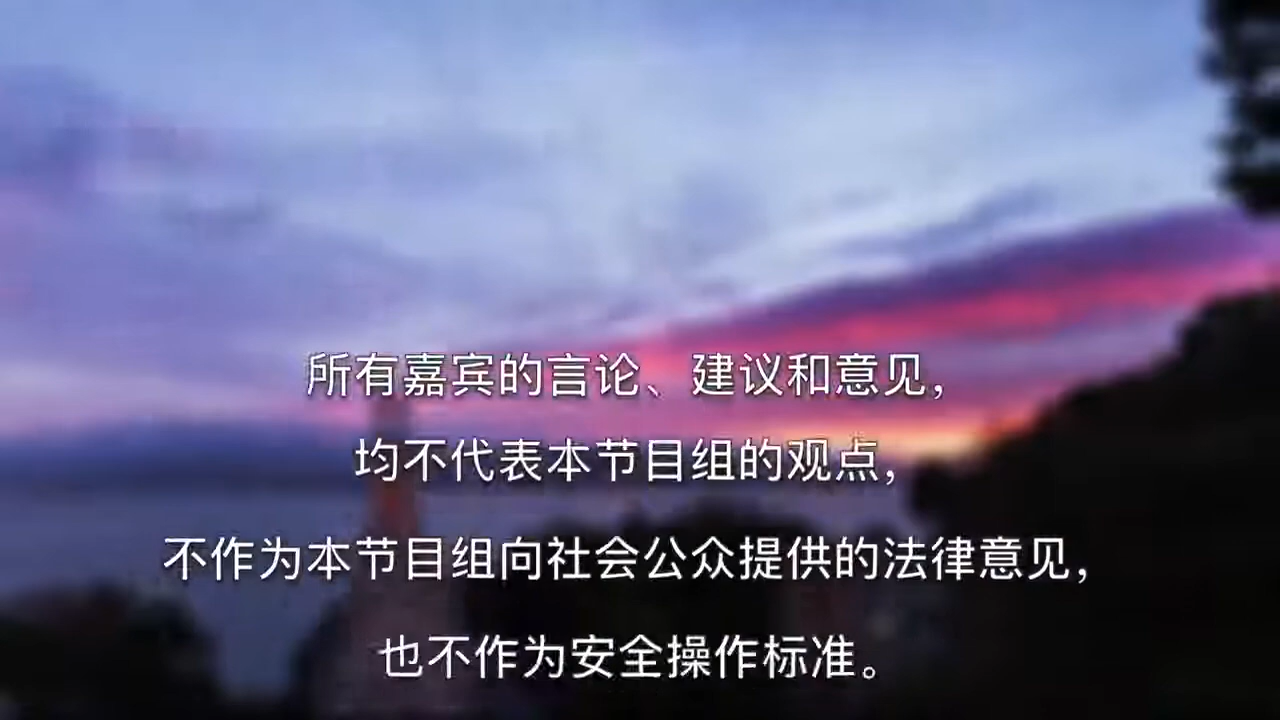 所有嘉宾的言论、建议和意见，
均不代表本节目组的观点，
不作为本节目组向社会公众提供的法律意见，
也不作为安全操作标准。